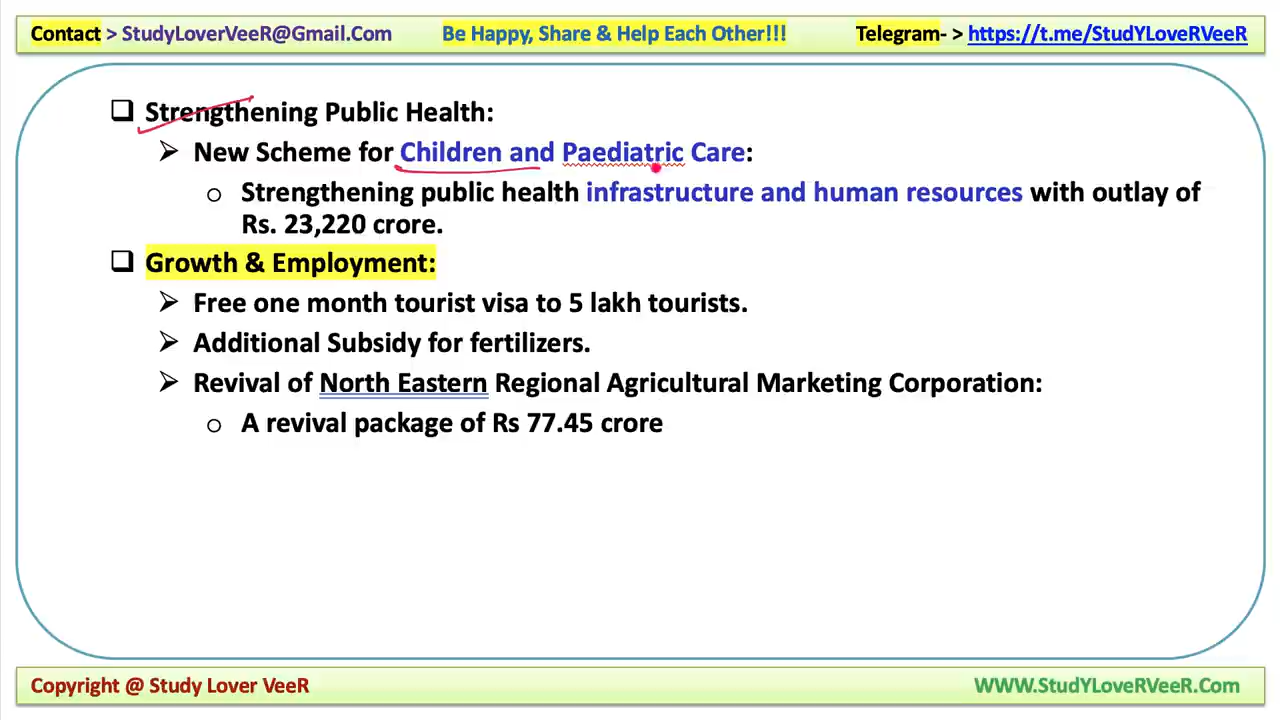 Contact > StudyLoverVeeR@Gmail.Com Be Happy, Share & Help Each Other!!! Telegram- > https://t.me/StudYLoveRVeeR
❑ Strengthening Public Health:
➢ New Scheme for Children and Paediatric Care:
o Strengthening public health infrastructure and human resources with outlay of
Rs. 23,220 crore.
❑ Growth & Employment:
➢ Free one month tourist visa to 5 lakh tourists.
➢ Additional Subsidy for fertilizers.
➢ Revival of North Eastern Regional Agricultural Marketing Corporation:
o A revival package of Rs 77.45 crore
Copyright @ Study Lover VeeR WWW.StudYLoveRVeeR.Com